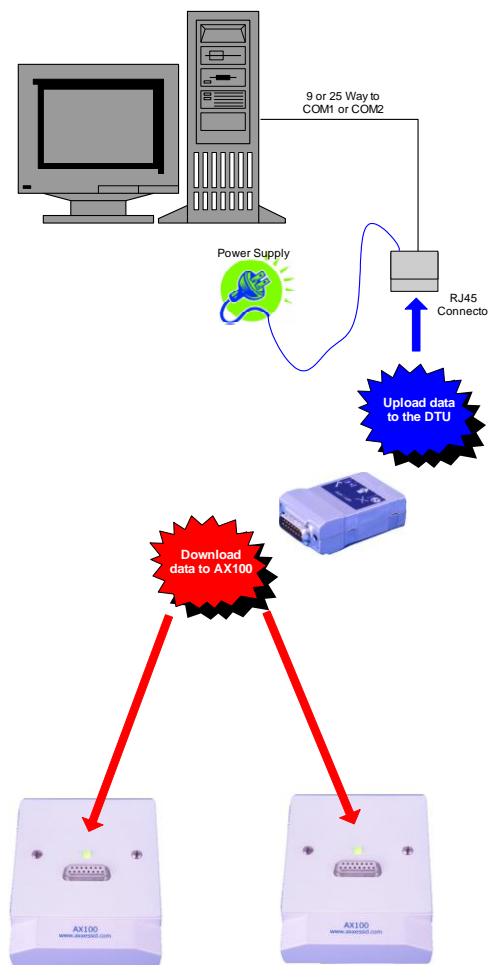 9 or 25 Way to
COM1 or COM2
Power Supply
RJ45
Connecto
Upload data
to the DTU
Download
data to AX100
AX100
www.axxessid.com
AX100
www.axxessid.com